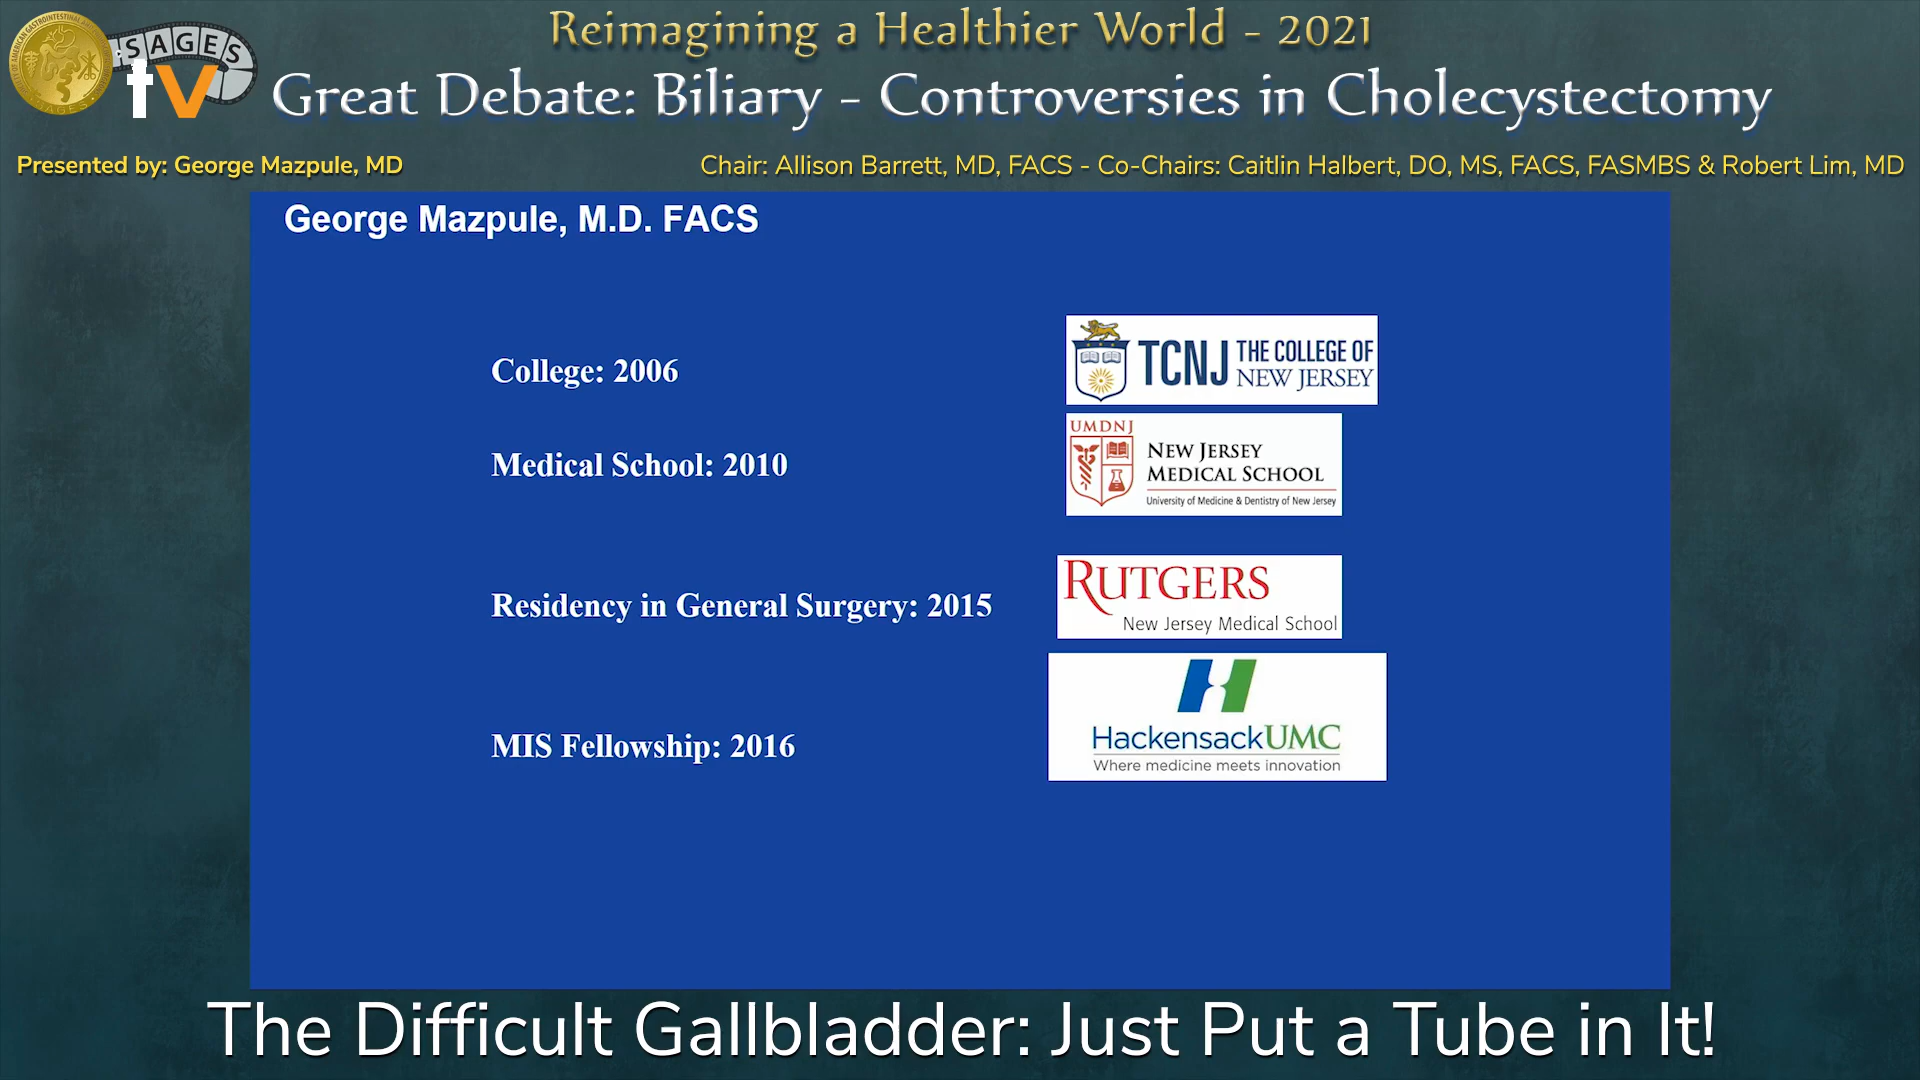 SAGES
tv
Reimagining a Healthier World - 2021
Great Debate: Biliary - Controversies in Cholecystectomy
Presented by: George Mazpule, MD
Chair: Allison Barrett, MD, FACS - Co-Chairs: Caitlin Halbert, DO, MS, FACS, FASMBS & Robert Lim, MD
George Mazpule, M.D. FACS
College: 2006
TCNJ THE COLLEGE OF
NEW JERSEY
Medical School: 2010
UMDNJ
NEW JERSEY
MEDICAL SCHOOL
University of Medicine & Dentistry of New Jersey
Residency in General Surgery: 2015
RUTGERS
New Jersey Medical School
MIS Fellowship: 2016
HackensackUMC
Where medicine meets innovation
The Difficult Gallbladder: Just Put a Tube in It!